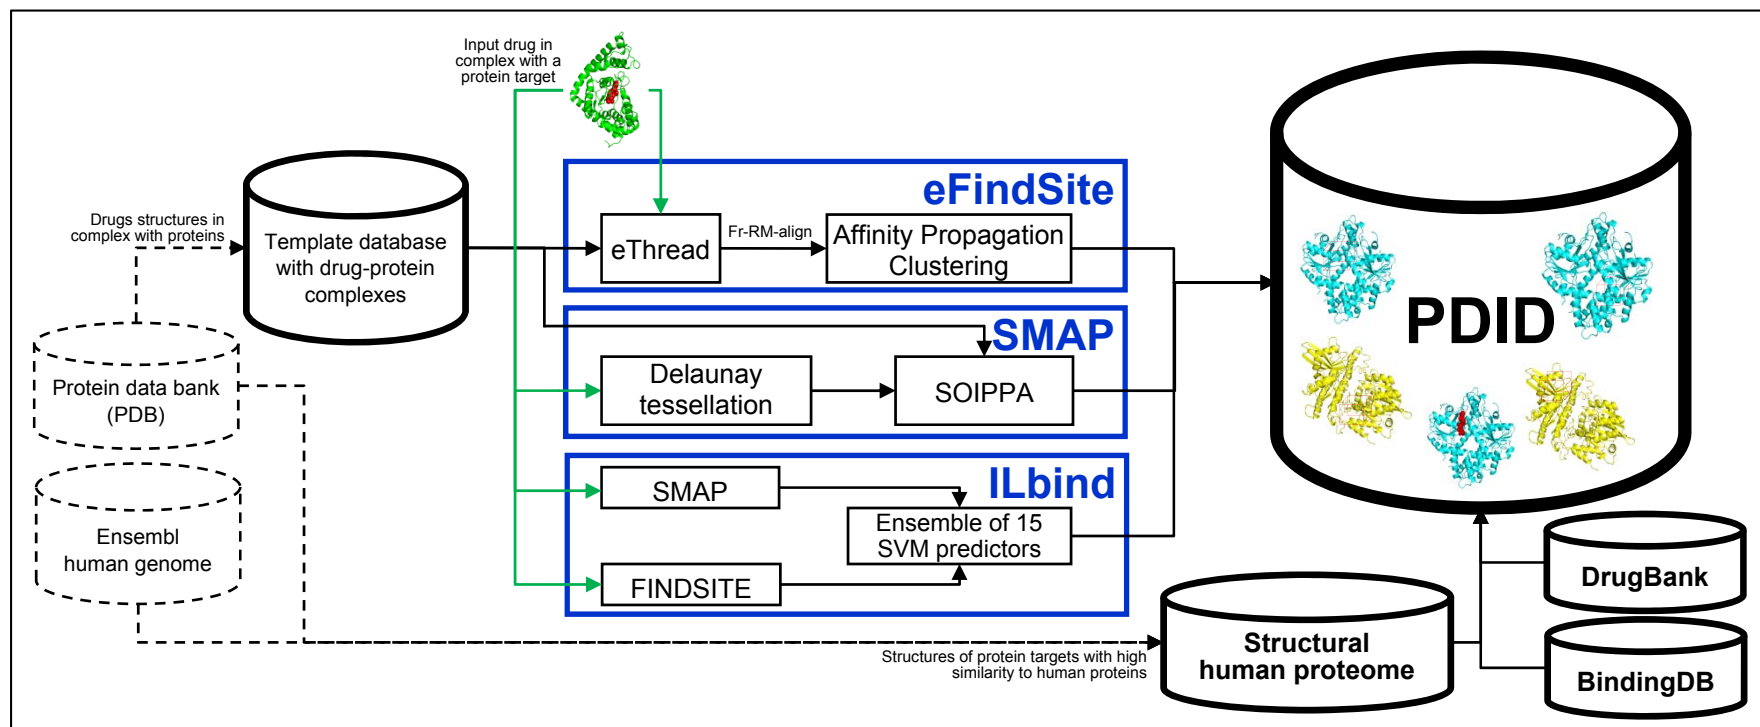 Input drug in
complex with a
protein target
eFindSite
Drugs structures in
complex with proteins
Template database
with drug-protein
complexes
eThread
Fr-RM-align
Affinity Propagation
Clustering
PDID
SMAP
Protein data bank
(PDB)
Delaunay
tessellation
SOIPPA
ILbind
SMAP
Ensemble of 15
SVM predictors
FINDSITE
Ensembl
human genome
DrugBank
Structures of protein targets with high
similarity to human proteins
Structural
human proteome
BindingDB